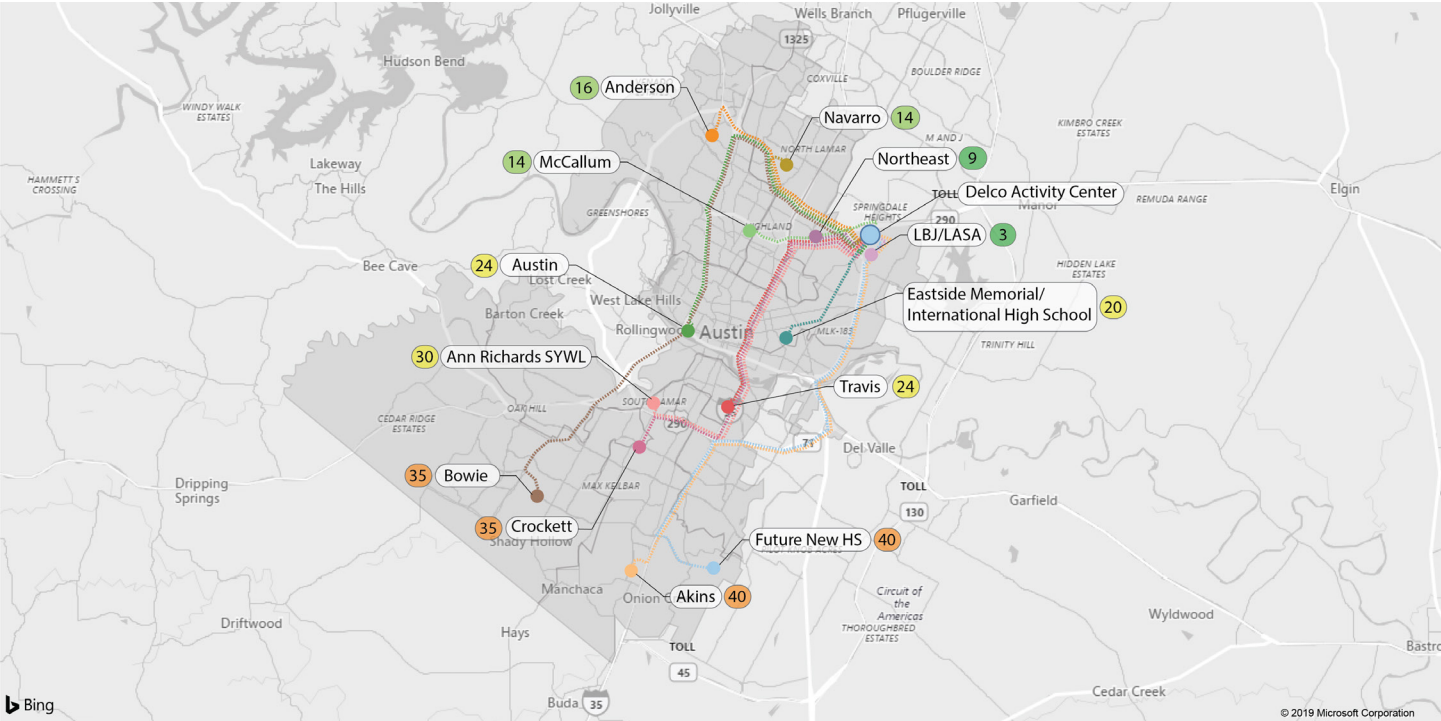 Jollyville
Wells Branch
Pflugerville
1325
Hudson Bend
COXVILLE
BOULDER RIDGE
16 Anderson
WINDY WALK
ESTATES
Navarro 14
KIMBRO CREEK
ESTATES
M AND J
NORTH LAMAR
14 McCallum
Northeast 9
Lakeway
The Hills
HAMMETT'S
CROSSING
TOLL
Delco Activity Center
Elgin
Manor
REMUDA RANGE
GREENSHORES
SPRINGDALE
HEIGHTS
290
HIGHLAND
LBJ/LASA 3
Bee Cave
24 Austin
Lost Creek
HIDDEN LAKE
ESTATES
West Lake Hills
Eastside Memorial/
International High School 20
Barton Creek
Rollingwood
Austin
MLK-183
TRINITY HILL
30 Ann Richards SYWL
Travis 24
OAK HILL
SOUTH LAMAR
CEDAR RIDGE
ESTATES
290
71
Del Valle
35 Bowie
Dripping
Springs
MAX KEILBAR
TOLL
130
Garfield
35 Crockett
Shady Hollow
Future New HS 40
Manchaca
Onion
Akins 40
Circuit of
the
Americas
THOROUGHBRED
ESTATES
Wyldwood
Driftwood
Hays
TOLL
45
Bastro
Buda
35
Cedar Creek
Bing
© 2019 Microsoft Corporation